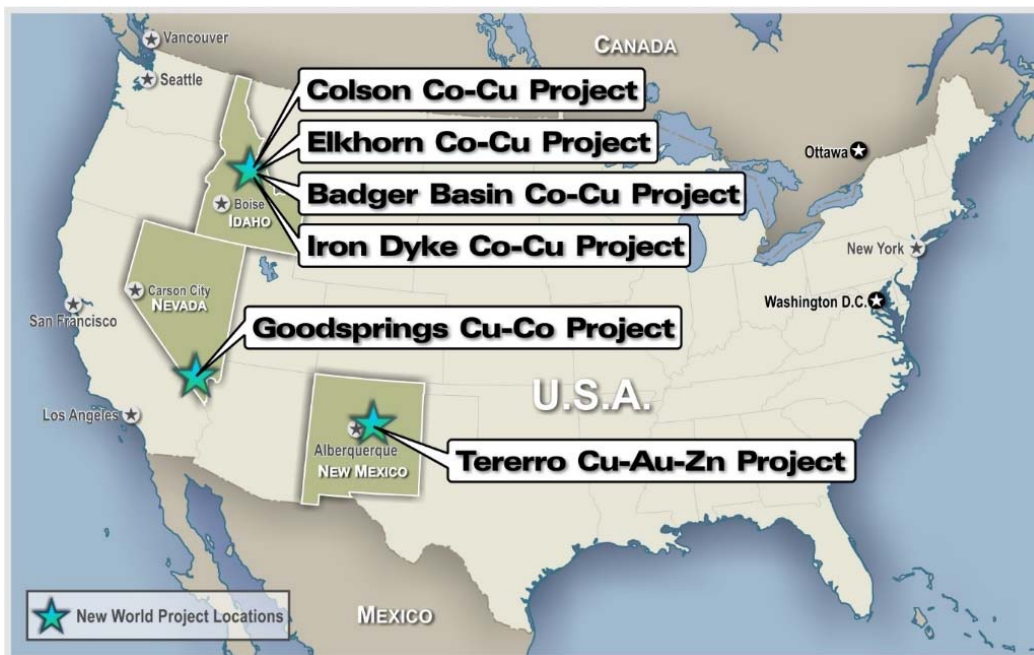 Vancouver
CANADA
Seattle
Colson Co-Cu Project
Elkhorn Co-Cu Project
Ottawa
Badger Basin Co-Cu Project
Boise
IDAHO
Iron Dyke Co-Cu Project
New York
Carson City
NEVADA
Washington D.C.
San Francisco
Goodsprings Cu-Co Project
U.S.A.
Los Angeles
Alberquerque
NEW MEXICO
Tererro Cu-Au-Zn Project
MEXICO
New World Project Locations